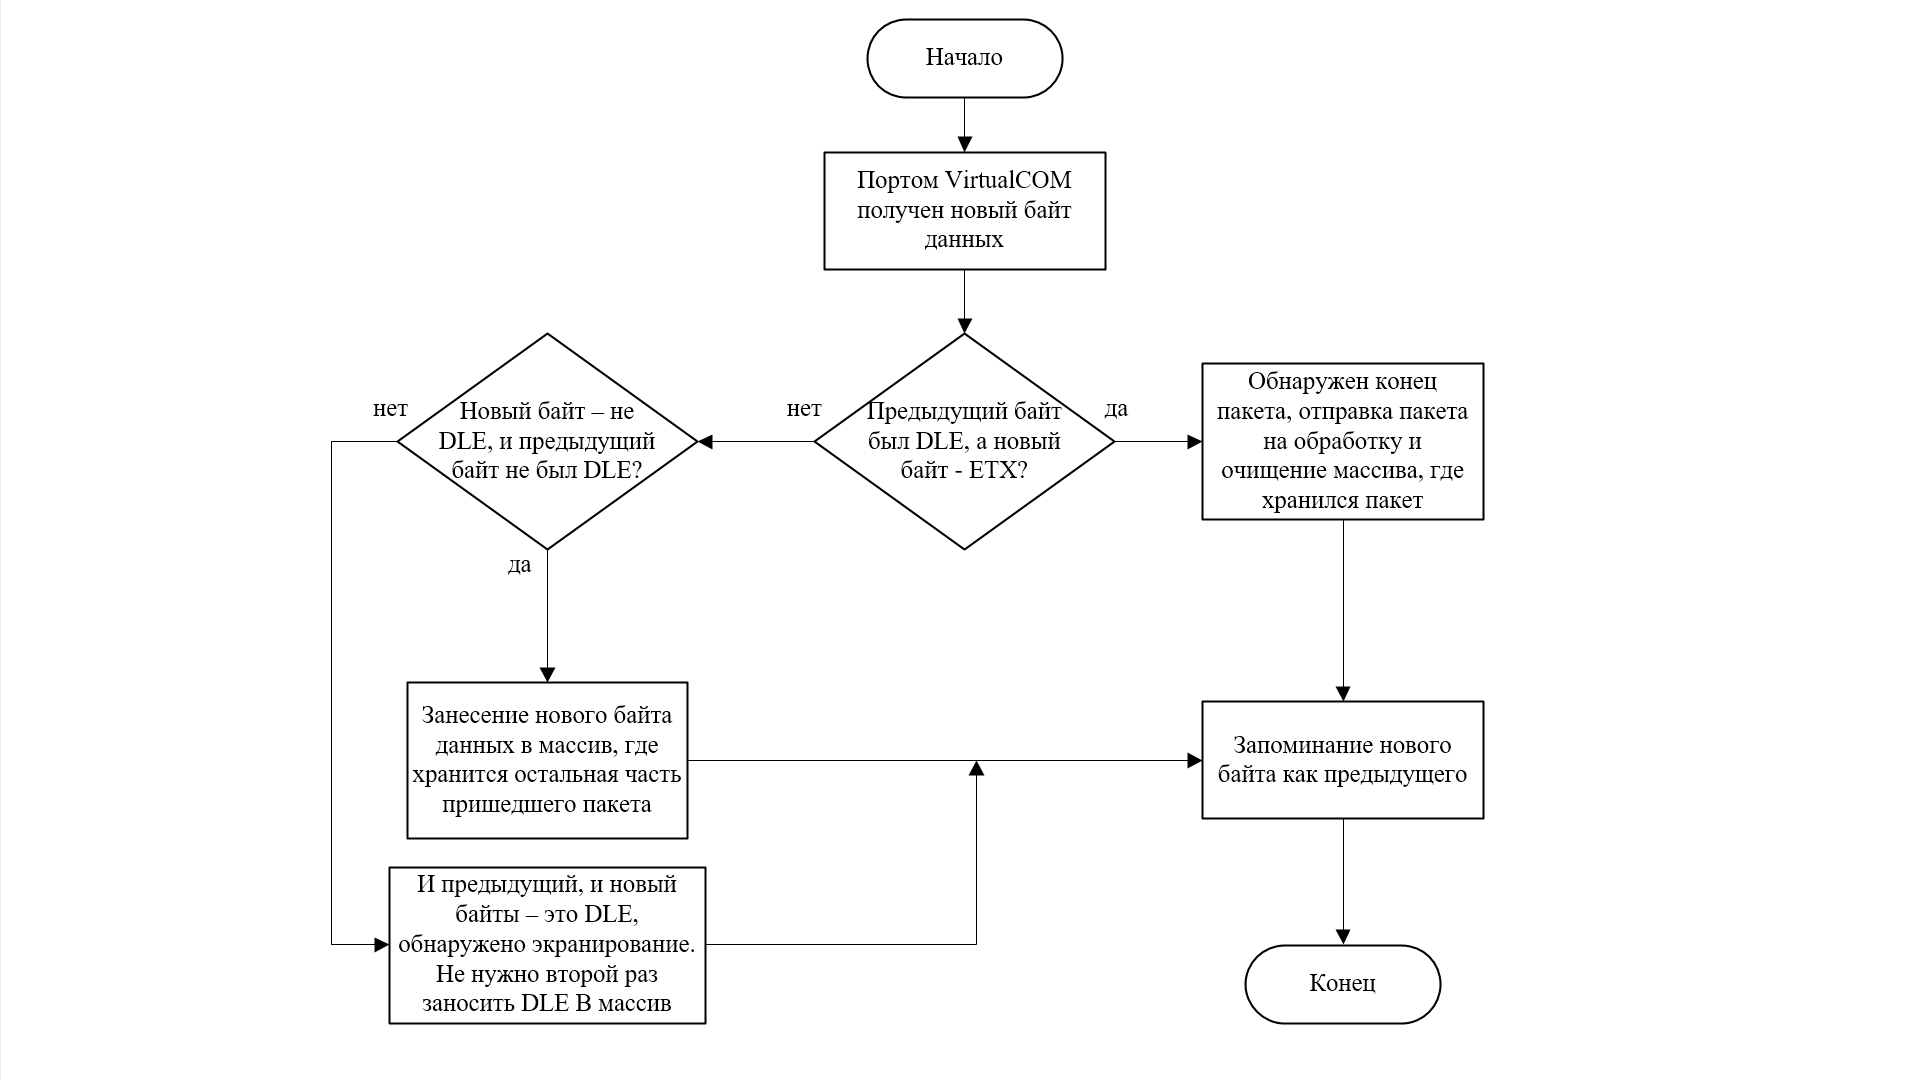 Начало
Портом VirtualCOM
получен новый байт
данных
нет
Новый байт – не
DLE, и предыдущий
байт не был DLE?
нет
Предыдущий байт
был DLE, а новый
байт - ETX?
да
Обнаружен конец
пакета, отправка пакета
на обработку и
очищение массива, где
хранился пакет
да
Занесение нового байта
данных в массив, где
хранится остальная часть
пришедшего пакета
Запоминание нового
байта как предыдущего
И предыдущий, и новый
байты – это DLE,
обнаружено экранирование.
Не нужно второй раз
заносить DLE В массив
Конец